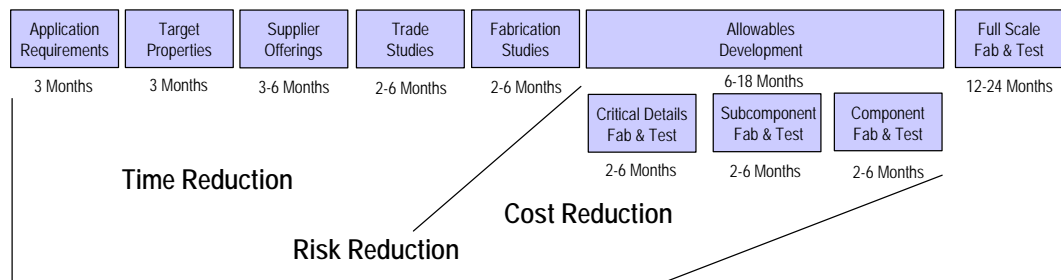 Application
Requirements
Target
Properties
Supplier
Offerings
Trade
Studies
Fabrication
Studies
Allowables
Development
Full Scale
Fab & Test
3 Months
3 Months
3-6 Months
2-6 Months
2-6 Months
6-18 Months
12-24 Months
Critical Details
Fab & Test
Subcomponent
Fab & Test
Component
Fab & Test
2-6 Months
2-6 Months
2-6 Months
Time Reduction
Cost Reduction
Risk Reduction